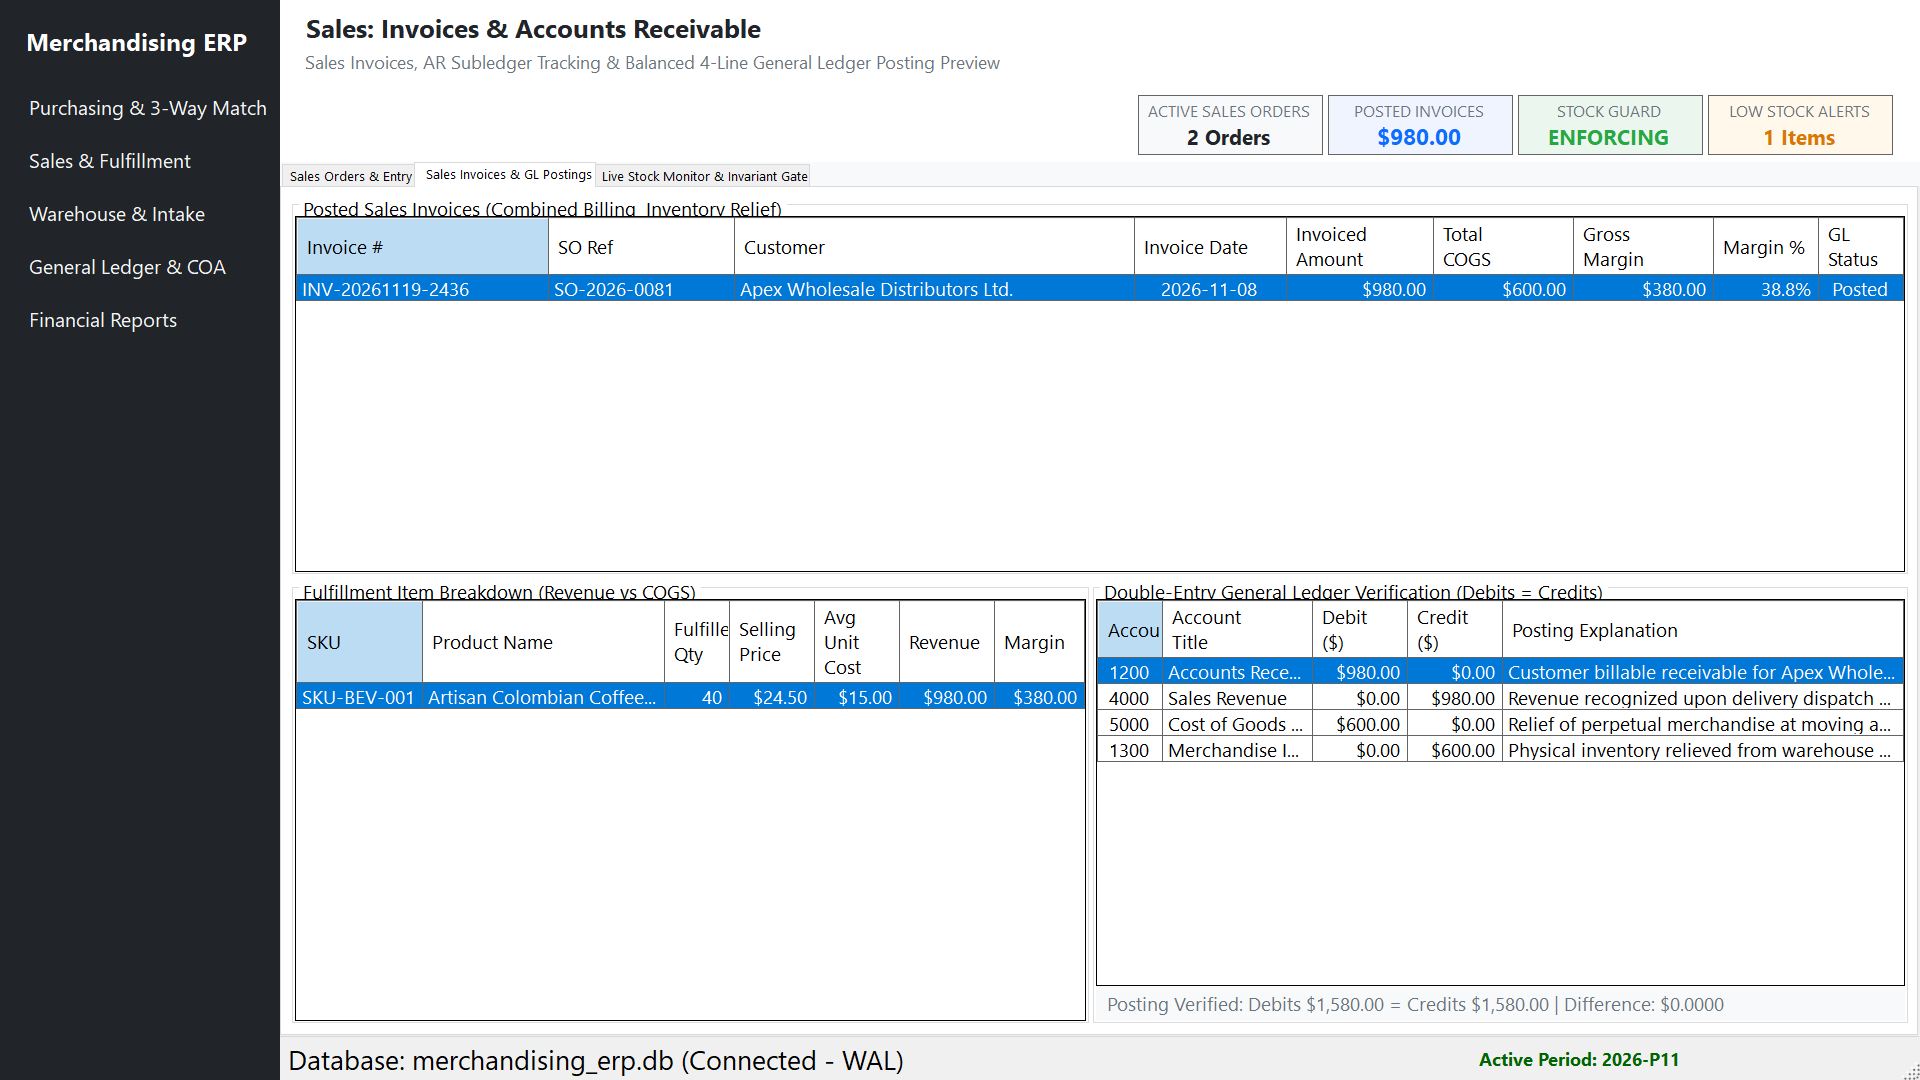 Merchandising ERP
Purchasing & 3-Way Match
Sales & Fulfillment
Warehouse & Intake
General Ledger & COA
Financial Reports
Sales: Invoices & Accounts Receivable
Sales Invoices, AR Subledger Tracking & Balanced 4-Line General Ledger Posting Preview
ACTIVE SALES ORDERS
2 Orders
POSTED INVOICES
$980.00
STOCK GUARD
ENFORCING
LOW STOCK ALERTS
1 Items
Sales Orders & Entry
Sales Invoices & GL Postings
Live Stock Monitor & Invariant Gate
Posted Sales Invoices (Combined Billing  Inventory Relief)
Invoice # SO Ref Customer Invoice Date Invoiced Amount Total COGS Gross Margin Margin % GL Status
INV-20261119-2436 SO-2026-0081 Apex Wholesale Distributors Ltd. 2026-11-08 $980.00 $600.00 $380.00 38.8% Posted
Fulfillment Item Breakdown (Revenue vs COGS)
SKU Product Name Fulfille Qty Selling Price Avg Unit Cost Revenue Margin
SKU-BEV-001 Artisan Colombian Coffee... 40 $24.50 $15.00 $980.00 $380.00
Double-Entry General Ledger Verification (Debits = Credits)
Accou Account Title Debit ($) Credit ($) Posting Explanation
1200 Accounts Rece... $980.00 $0.00 Customer billable receivable for Apex Whole...
4000 Sales Revenue $0.00 $980.00 Revenue recognized upon delivery dispatch ...
5000 Cost of Goods ... $600.00 $0.00 Relief of perpetual merchandise at moving a...
1300 Merchandise I... $0.00 $600.00 Physical inventory relieved from warehouse ...
Posting Verified: Debits $1,580.00 = Credits $1,580.00 | Difference: $0.0000
Database: merchandising_erp.db (Connected - WAL)
Active Period: 2026-P11